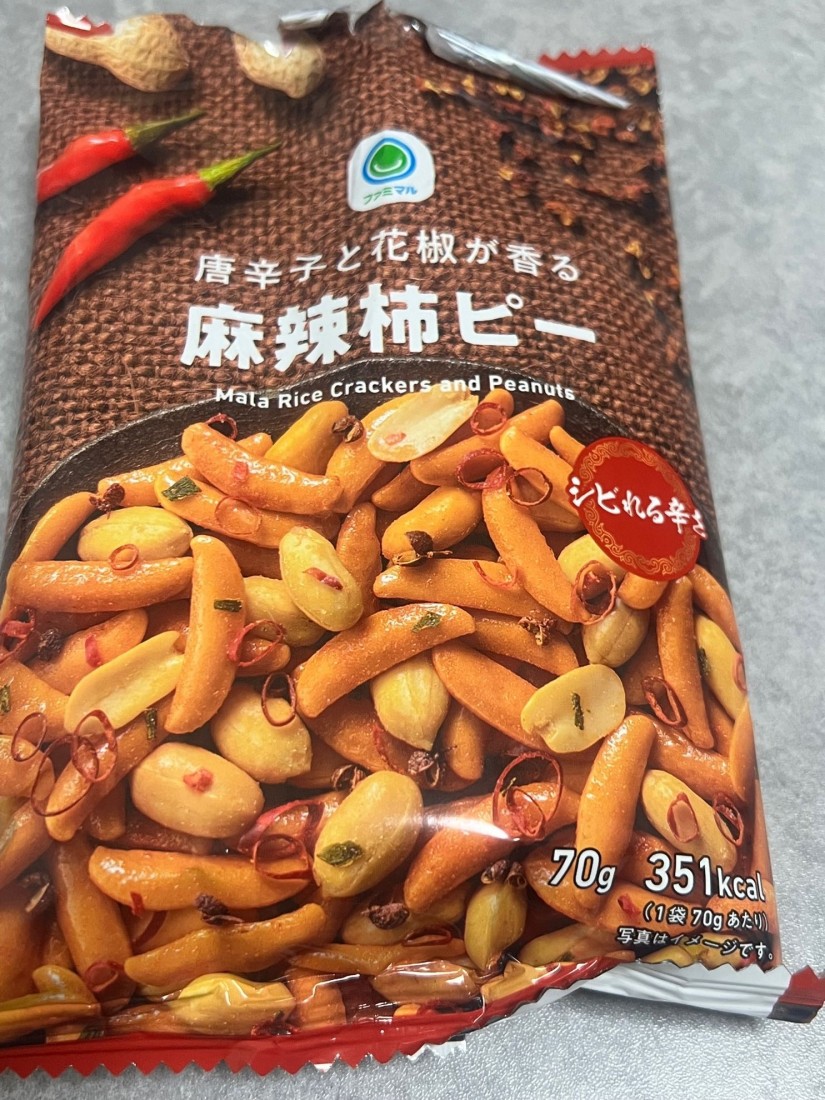 ファミマル
唐辛子と花椒が香る
麻辣柿ピー
Mala Rice Crackers and Peanuts
シビれる辛さ
70g 351kcal
(1袋 70gあたり)
写真はイメージです。